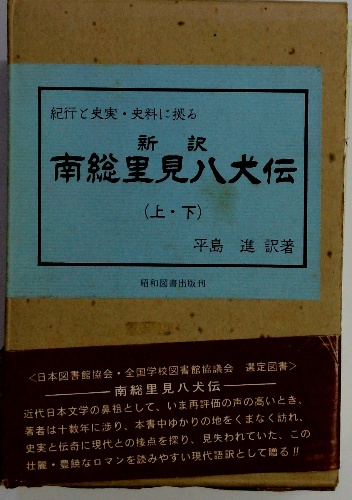 紀行と史実・史料に拠る
新訳
南総里見八犬伝
(上・下)
平島 進 訳著
昭和図書出版刊
<日本図書館協会・全国学校図書館協議会 選定図書>
南総里見八犬伝
近代日本文学の鼻祖として、いま再評価の声の高いとき、
著者は十数年に渉り、本書中ゆかりの地をくまなく訪れ、
史実と伝奇に現代との接点を探り、見失われていた、この
壮麗・豊饒なロマンを読みやすい現代語訳として贈る!!